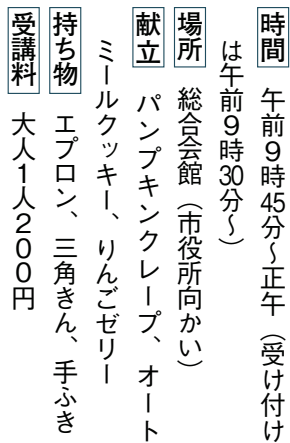 時間 午前9時45分～正午（受け付け
は午前9時30分～）
場所 総合会館（市役所向かい）
献立 パンプキンクレープ、オート
ミールクッキー、りんごゼリー
持ち物 エプロン、三角きん、手ふき
受講料 大人1人200円